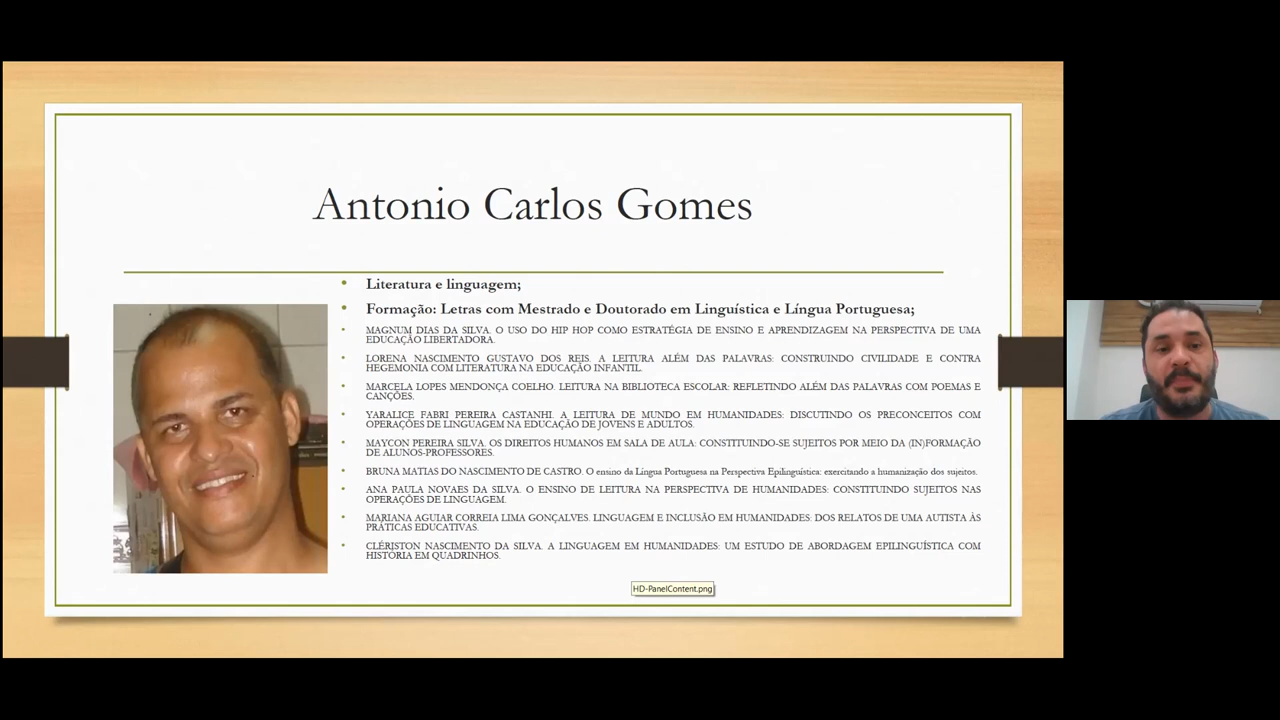 Antonio Carlos Gomes
Literatura e linguagem;
Formação: Letras com Mestrado e Doutorado em Linguística e Língua Portuguesa;
MAGNUM DIAS DA SILVA. O USO DO HIP HOP COMO ESTRATÉGIA DE ENSINO E APRENDIZAGEM NA PERSPECTIVA DE UMA
EDUCAÇÃO LIBERTADORA.
LORENA NASCIMENTO GUSTAVO DOS REIS. A LEITURA ALÉM DAS PALAVRAS: CONSTRUINDO CIVILIDADE E CONTRA
HEGEMONIA COM LITERATURA NA EDUCAÇÃO INFANTIL.
MARCELA LOPES MENDONÇA COELHO. LEITURA NA BIBLIOTECA ESCOLAR: REFLETINDO ALÉM DAS PALAVRAS COM POEMAS E
CANÇÕES.
YARALICE FABRI PEREIRA CASTANHI. A LEITURA DE MUNDO EM HUMANIDADES: DISCUTINDO OS PRECONCEITOS COM
OPERAÇÕES DE LINGUAGEM NA EDUCAÇÃO DE JOVENS E ADULTOS.
MAYCON PEREIRA SILVA. OS DIREITOS HUMANOS EM SALA DE AULA: CONSTITUINDO-SE SUJEITOS POR MEIO DA (IN)FORMAÇÃO
DE ALUNOS-PROFESSORES.
BRUNA MATIAS DO NASCIMENTO DE CASTRO. O ensino da Língua Portuguesa na Perspectiva Epilinguística: exercitando a humanização dos sujeitos.
ANA PAULA NOVAES DA SILVA. O ENSINO DE LEITURA NA PERSPECTIVA DE HUMANIDADES: CONSTITUINDO SUJEITOS NAS
OPERAÇÕES DE LINGUAGEM.
MARIANA AGUIAR CORREIA LIMA GONÇALVES. LINGUAGEM E INCLUSÃO EM HUMANIDADES: DOS RELATOS DE UMA AUTISTA ÀS
PRÁTICAS EDUCATIVAS.
CLÉRISTON NASCIMENTO DA SILVA. A LINGUAGEM EM HUMANIDADES: UM ESTUDO DE ABORDAGEM EPILINGUÍSTICA COM
HISTÓRIA EM QUADRINHOS.
HD-PanelContent.png